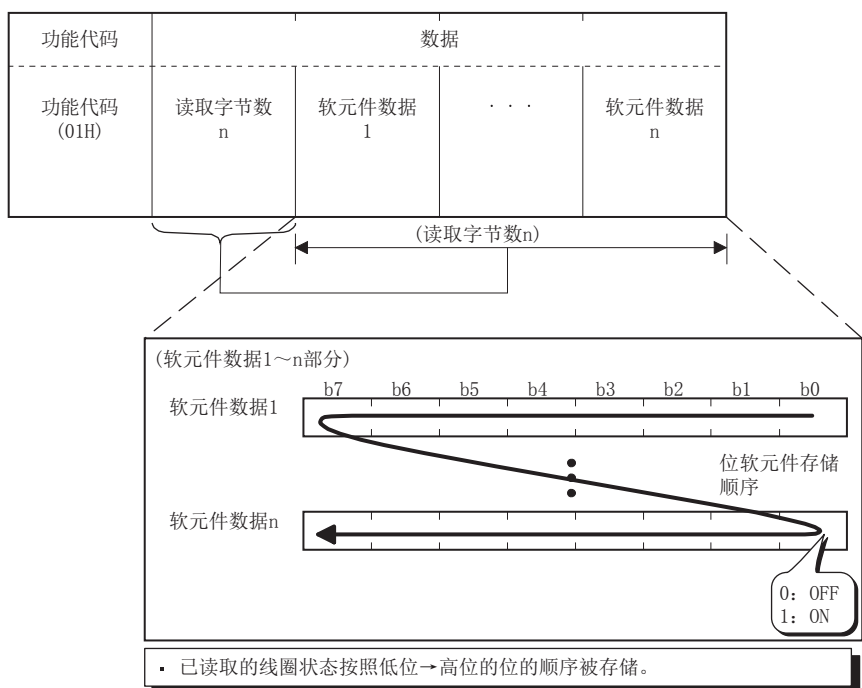 功能代码 数据
功能代码 读取字节数 软元件数据 · · · 软元件数据
(01H) n 1 n
(读取字节数n)
(软元件数据1～n部分)
b7 b6 b5 b4 b3 b2 b1 b0
软元件数据1
位软元件存储
顺序
软元件数据n
0: OFF
1: ON
▪ 已读取的线圈状态按照低位→高位的位的顺序被存储。